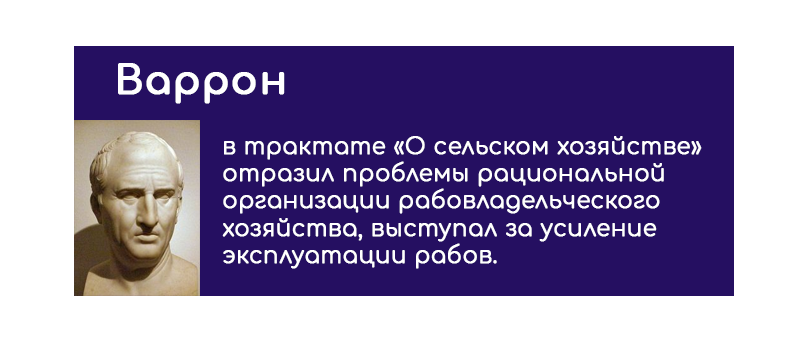 Варрон
в трактате «О сельском хозяйстве»
отразил проблемы рациональной
организации рабовладельческого
хозяйства, выступал за усиление
эксплуатации рабов.